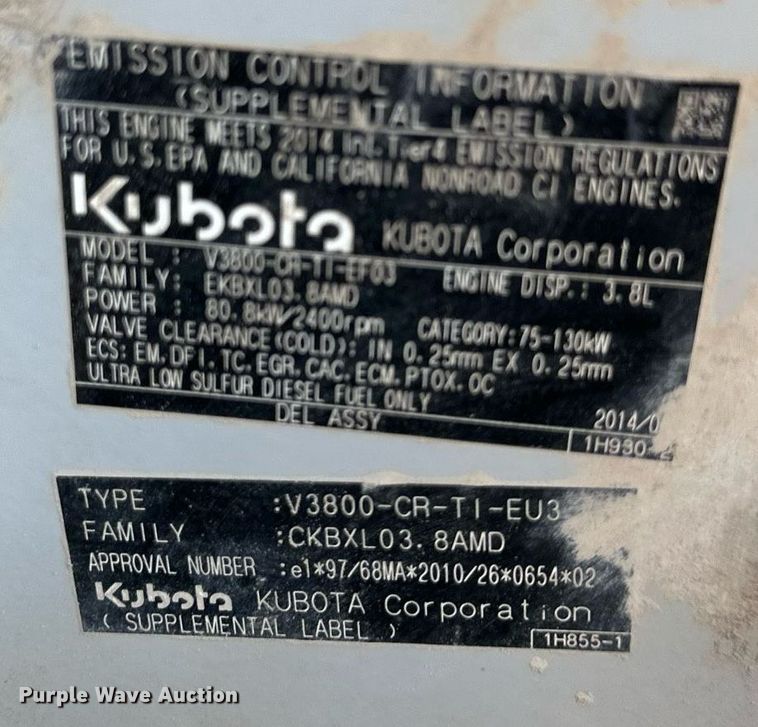 EMISSION CONTROL INFORMATION
(SUPPLEMENTAL LABEL)
THIS ENGINE MEETS 2014 Int.Tier4 EMISSION REGULATIONS
FOR U.S.EPA AND CALIFORNIA NONROAD CI ENGINES.
Kubota KUBOTA Corporation
MODEL : V3800-CR-TI-EF03 ENGINE DISP.: 3.8L
FAMILY: EKBXL03.8AMD
POWER : 80.8kW/2400rpm CATEGORY:75-130kW
VALVE CLEARANCE(COLD): IN 0.25mm EX 0.25mm
ECS: EM.DFI.TC.EGR.CAC.ECM.PTOX.OC
ULTRA LOW SULFUR DIESEL FUEL ONLY
DEL ASSY 2014/0
1H930-2
TYPE :V3800-CR-TI-EU3
FAMILY :CKBXL03.8AMD
APPROVAL NUMBER :e1*97/68MA*2010/26*0654*02
Kubota KUBOTA Corporation
( SUPPLEMENTAL LABEL ) 1H855-1
Purple Wave Auction